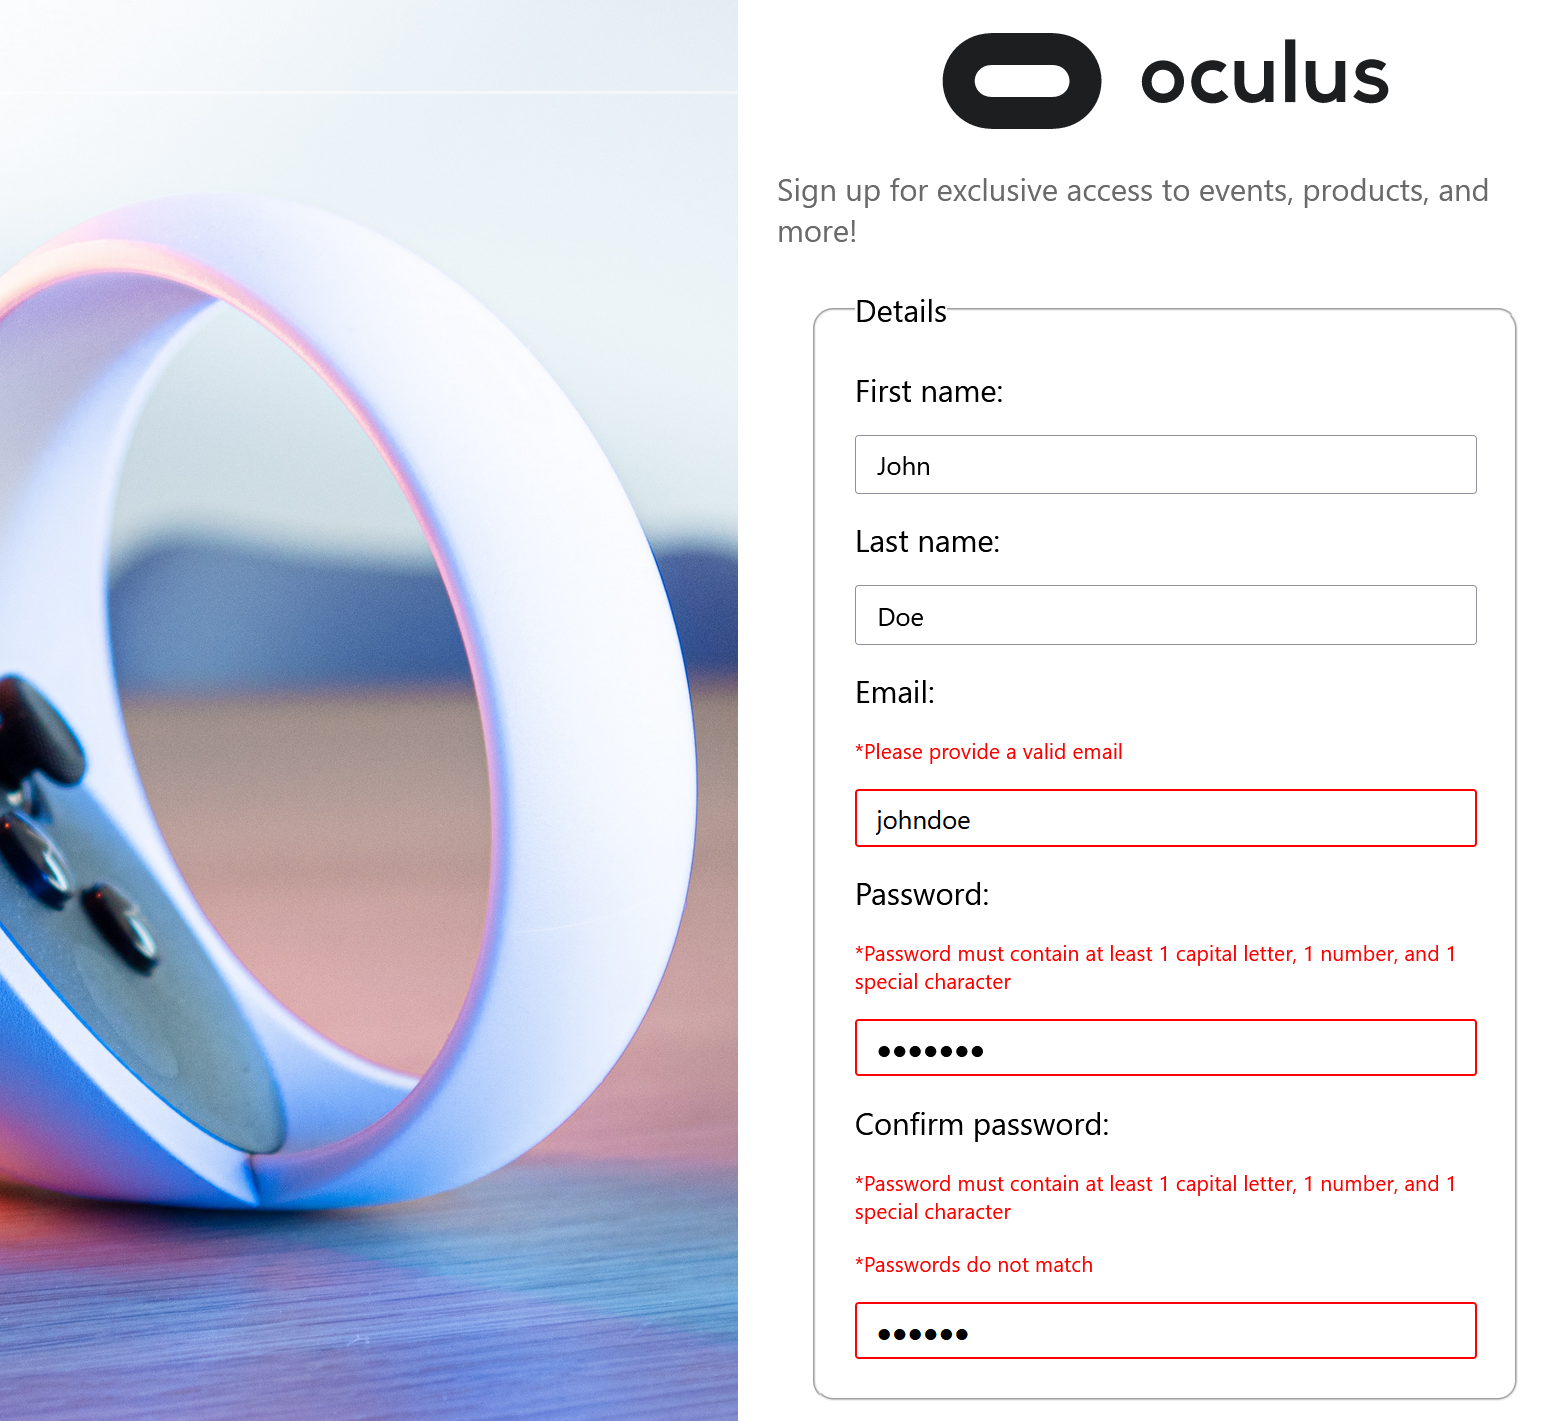 oculus
Sign up for exclusive access to events, products, and
more!
Details
First name:
John
Last name:
Doe
Email:
*Please provide a valid email
johndoe
Password:
*Password must contain at least 1 capital letter, 1 number, and 1
special character
●●●●●●●
Confirm password:
*Password must contain at least 1 capital letter, 1 number, and 1
special character
*Passwords do not match
●●●●●●